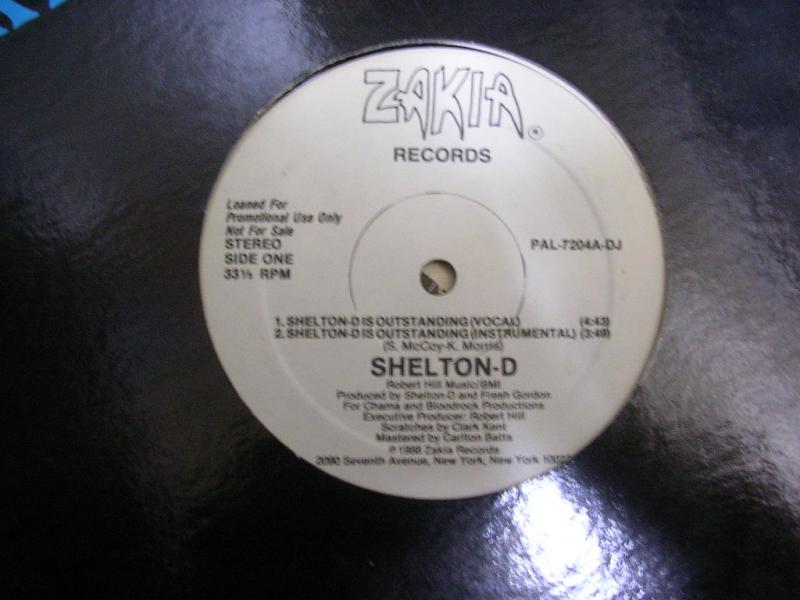 ZAKIA ®
RECORDS
Loaned For
Promotional Use Only
Not For Sale
STEREO
SIDE ONE
33⅓ RPM
PAL-7204A-DJ
1. SHELTON-D IS OUTSTANDING (VOCAL) (4:43)
2. SHELTON-D IS OUTSTANDING (INSTRUMENTAL) (3:49)
(S. McCoy-K. Morris)
SHELTON-D
Robert Hill Music/BMI
Produced by Shelton-D and Fresh Gordon
For Chama and Bloodrock Productions
Executive Producer: Robert Hill
Scratches by Clark Kent
Mastered by Carlton Batts
℗ 1988 Zakia Records
2090 Seventh Avenue, New York, New York